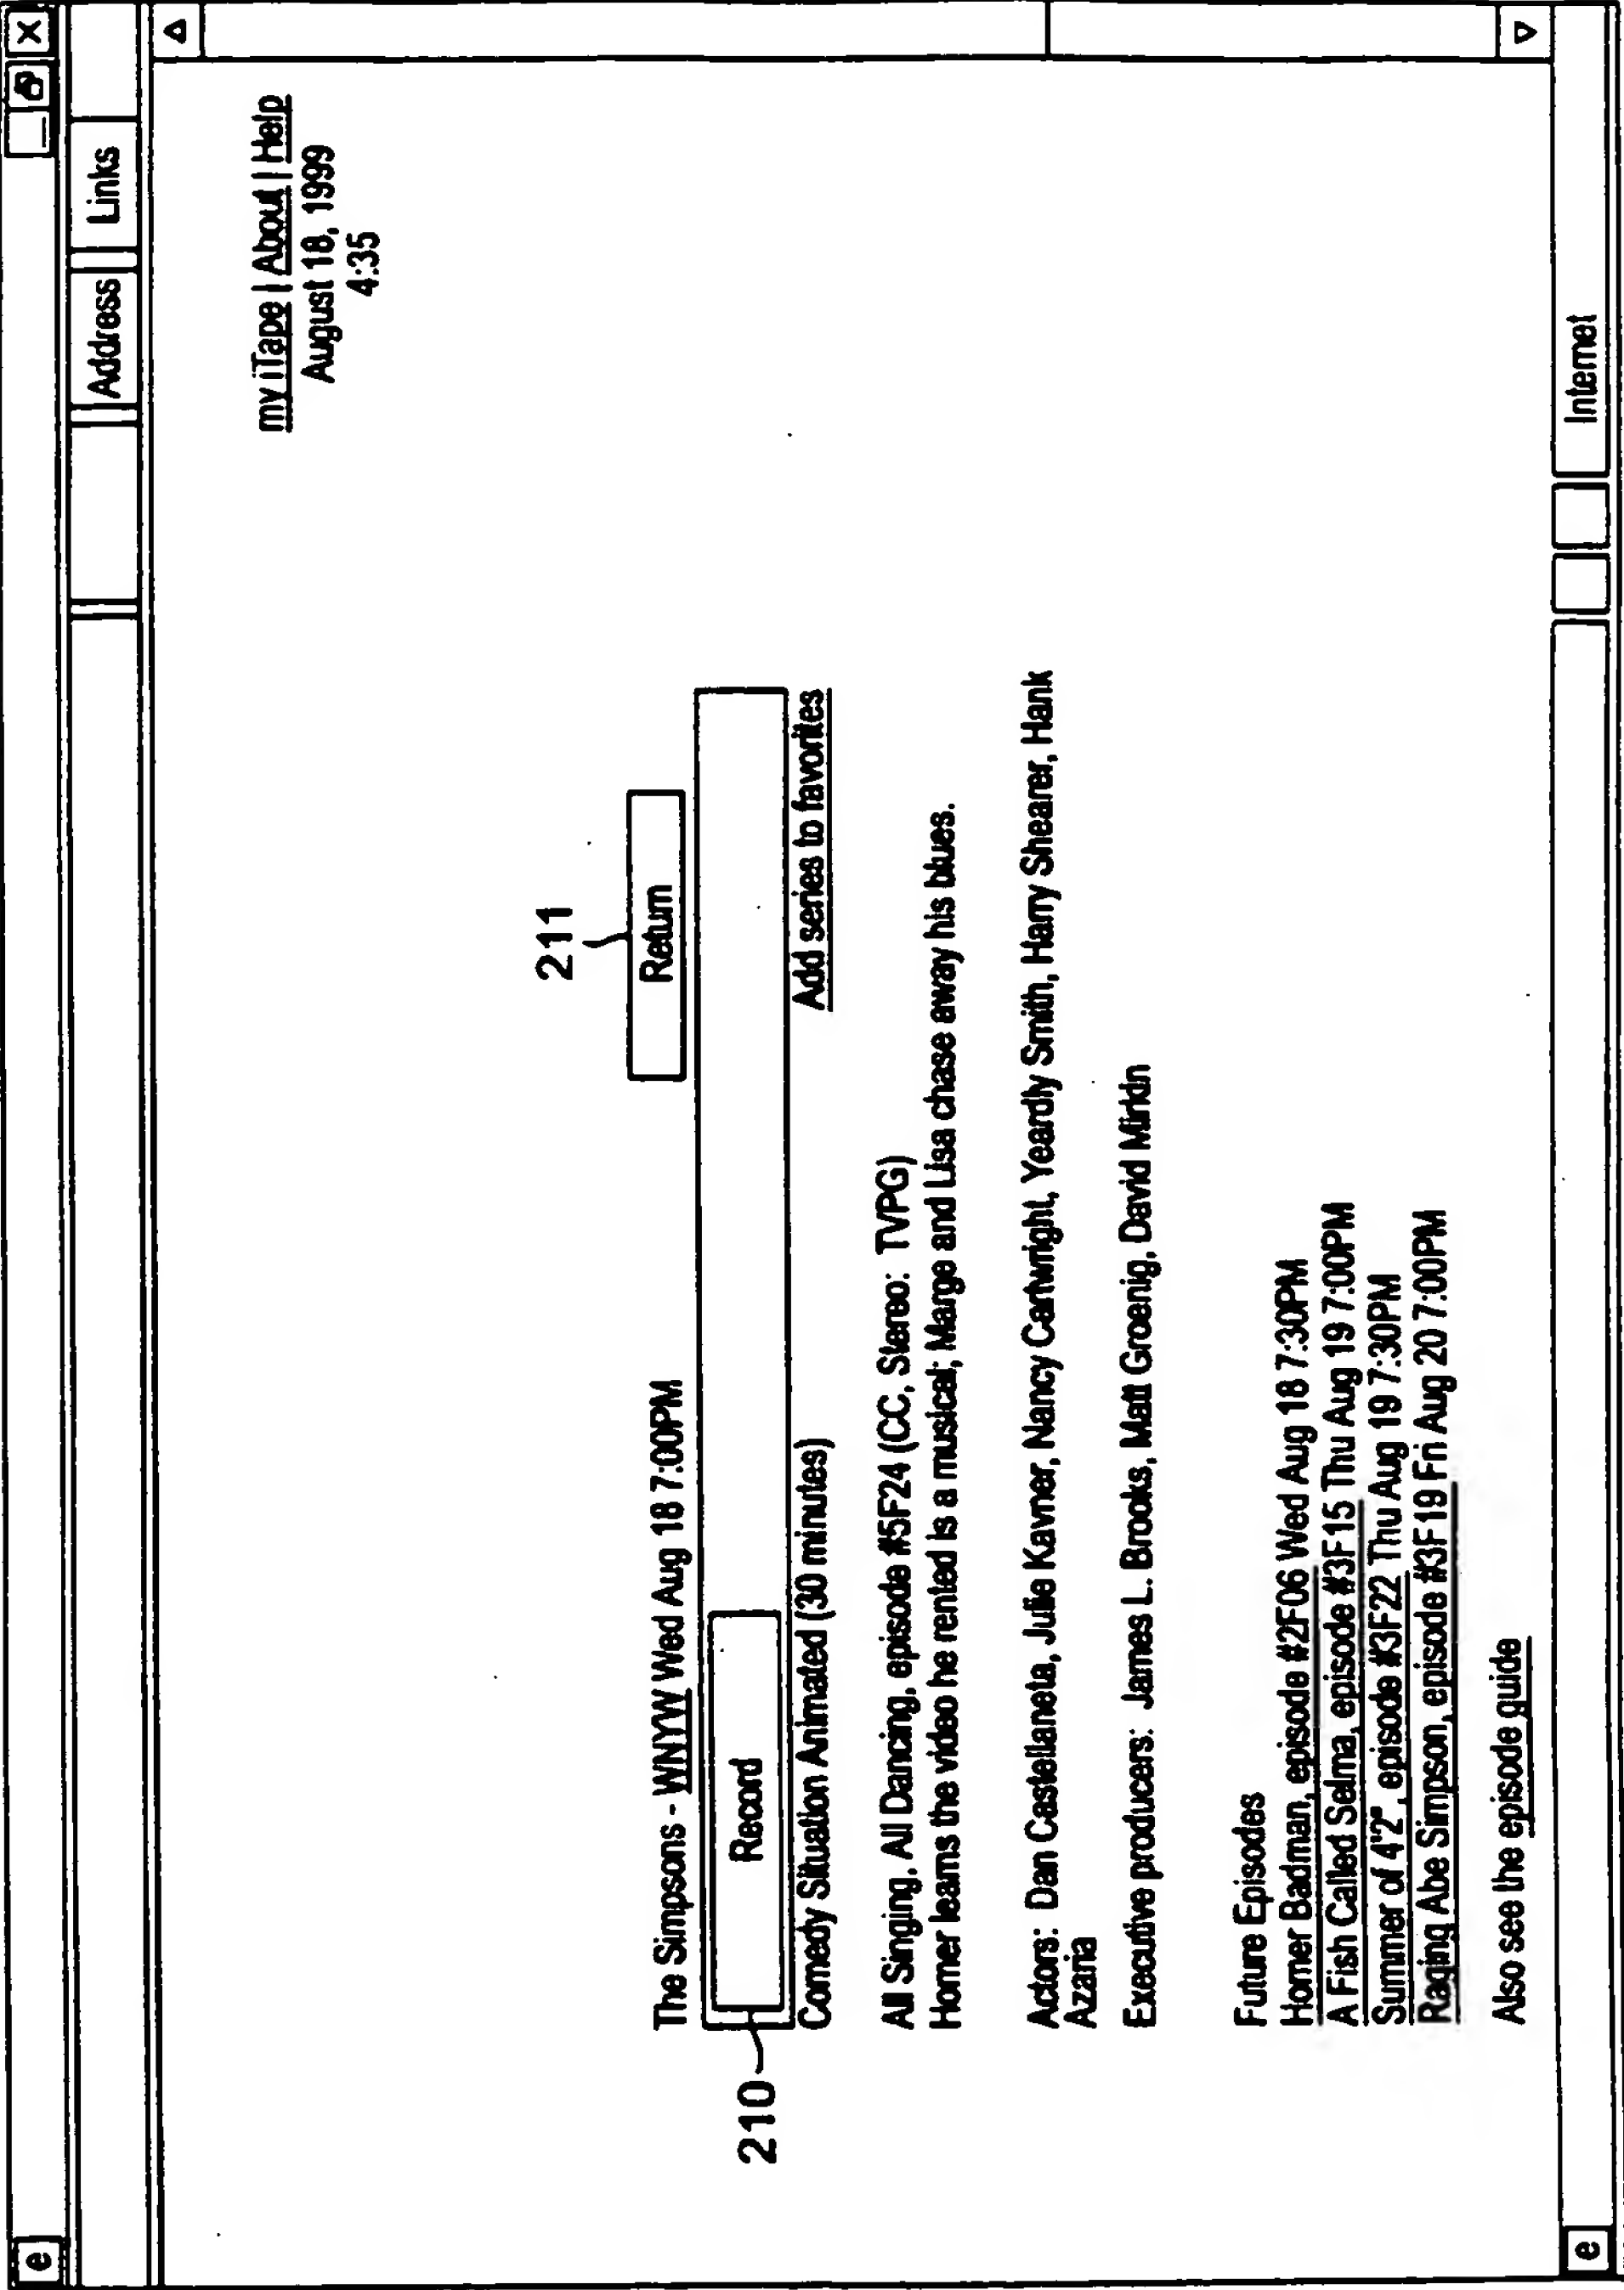 e
X
Address
Links
my iTape | About | Help
August 18, 1999
4:35
211
The Simpsons - WNYW Wed Aug 18 7:00PM
Return
210
Record
Comedy Situation Animated (30 minutes)
Add series to favorites
All Singing, All Dancing, episode #5F24 (CC, Stereo: TVPG)
Homer learns the video he rented is a musical; Marge and Lisa chase away his blues.
Actors: Dan Castellaneta, Julie Kavner, Nancy Cartwright, Yeardly Smith, Harry Shearer, Hank
Azaria
Executive producers: James L. Brooks, Matt Groenig, David Mirkin
Future Episodes
Homer Badman, episode #2F06 Wed Aug 18 7:30PM
A Fish Called Selma, episode #3F15 Thu Aug 19 7:00PM
Summer of 4'2", episode #3F22 Thu Aug 19 7:30PM
Raging Abe Simpson, episode #3F19 Fri Aug 20 7:00PM
Also see the episode guide
e
Internet